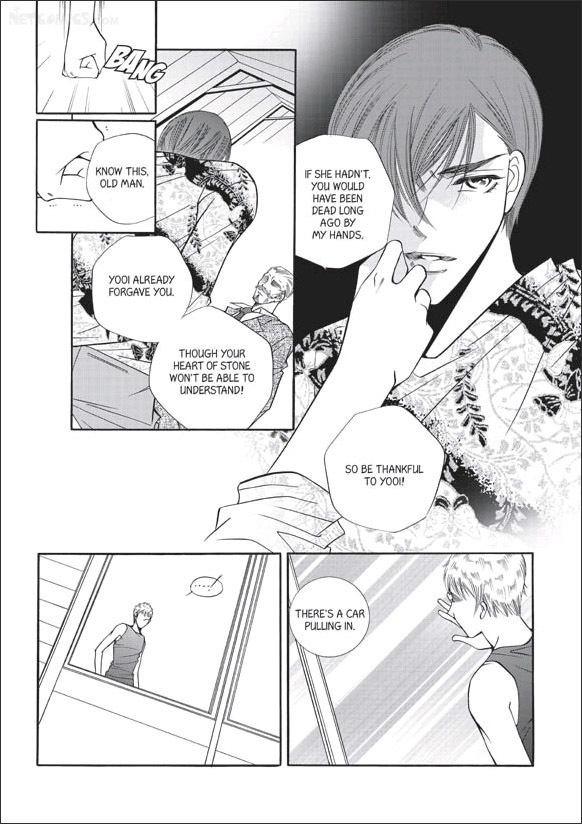 NETCOMICS.COM
BANG
KNOW THIS,
OLD MAN.
YOOI ALREADY
FORGAVE YOU.
THOUGH YOUR
HEART OF STONE
WON'T BE ABLE TO
UNDERSTAND!
IF SHE HADN'T,
YOU WOULD
HAVE BEEN
DEAD LONG
AGO BY
MY HANDS.
SO BE THANKFUL
TO YOOI!
.....
THERE'S A CAR
PULLING IN.